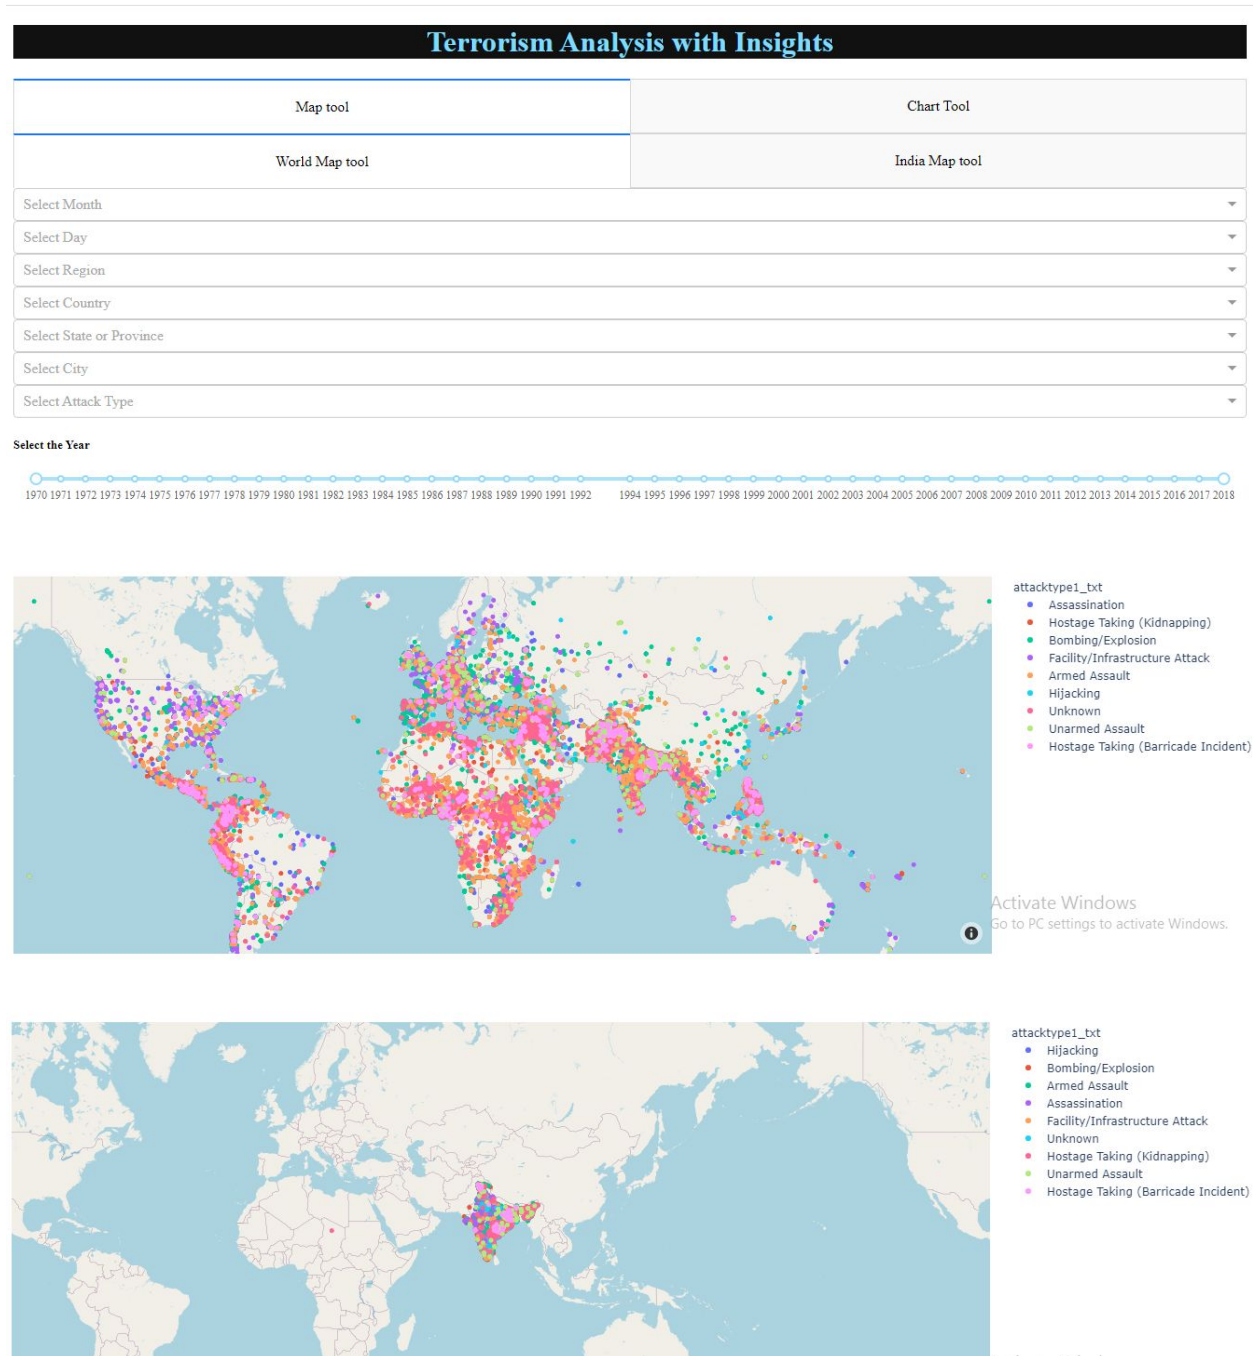 Terrorism Analysis with Insights
Map tool
Chart Tool
World Map tool
India Map tool
Select Month
Select Day
Select Region
Select Country
Select State or Province
Select City
Select Attack Type
Select the Year
1970 1971 1972 1973 1974 1975 1976 1977 1978 1979 1980 1981 1982 1983 1984 1985 1986 1987 1988 1989 1990 1991 1992 1994 1995 1996 1997 1998 1999 2000 2001 2002 2003 2004 2005 2006 2007 2008 2009 2010 2011 2012 2013 2014 2015 2016 2017 2018
attacktype1_txt
Assassination
Hostage Taking (Kidnapping)
Bombing/Explosion
Facility/Infrastructure Attack
Armed Assault
Hijacking
Unknown
Unarmed Assault
Hostage Taking (Barricade Incident)
Activate Windows
Go to PC settings to activate Windows.
attacktype1_txt
Hijacking
Bombing/Explosion
Armed Assault
Assassination
Facility/Infrastructure Attack
Unknown
Hostage Taking (Kidnapping)
Unarmed Assault
Hostage Taking (Barricade Incident)